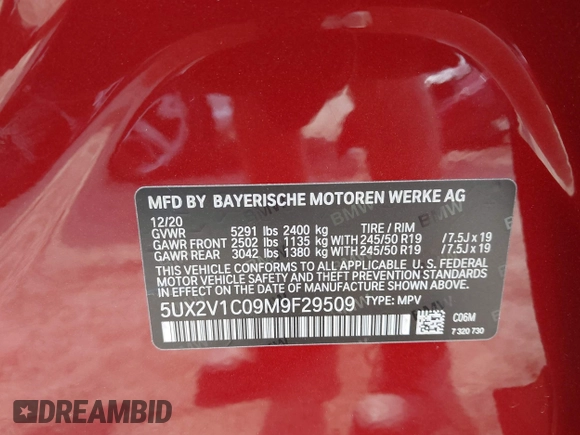 MFD BY BAYERISCHE MOTOREN WERKE AG
12/20
GVWR 5291 lbs 2400 kg TIRE / RIM
GAWR FRONT 2502 lbs 1135 kg WITH 245/50 R19 /7.5J x 19
GAWR REAR 3042 lbs 1380 kg WITH 245/50 R19 /7.5J x 19
THIS VEHICLE CONFORMS TO ALL APPLICABLE U. S. FEDERAL
MOTOR VEHICLE SAFETY AND THEFT PREVENTION STANDARDS
IN EFFECT ON THE DATE OF MANUFACTURE SHOWN ABOVE.
5UX2V1C09M9F29509 TYPE: MPV
C06M
7 320 730
DREAMBID